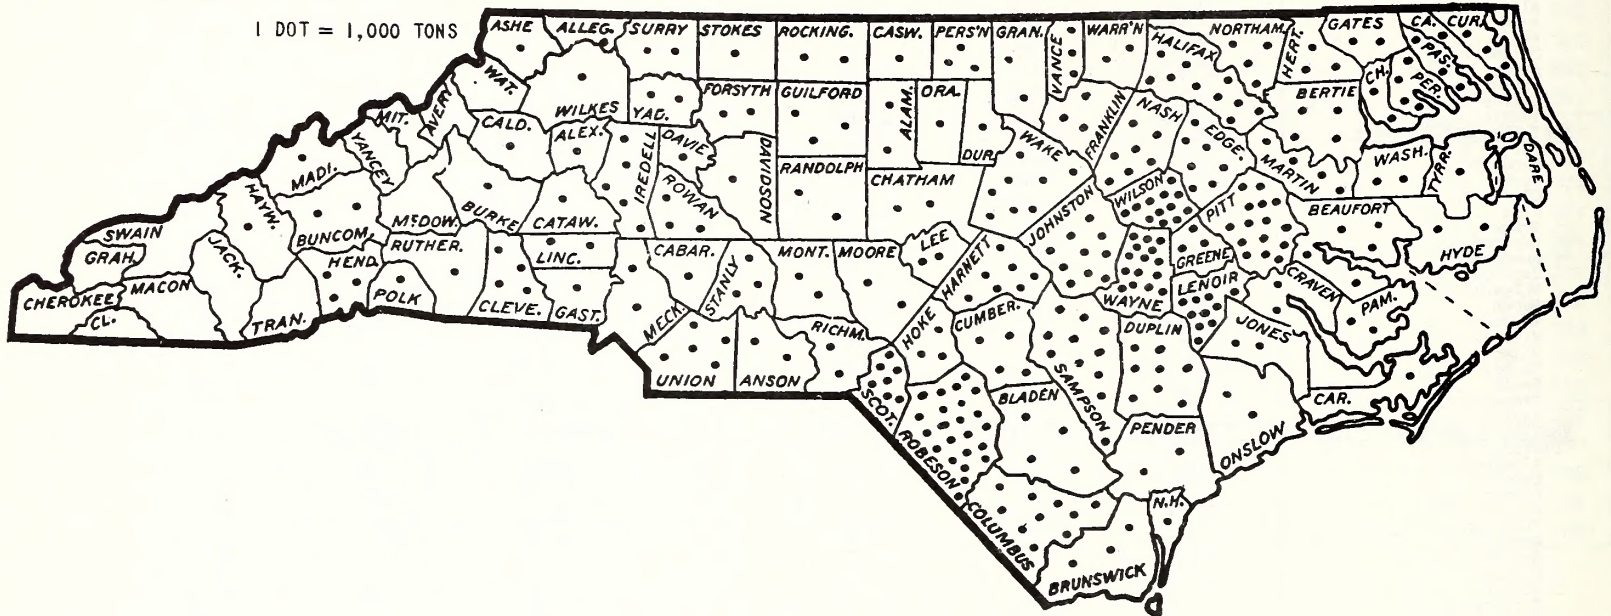 1 DOT = 1,000 TONS
ASHE
ALLEG.
SURRY
STOKES
ROCKING.
CASW.
PERS'N
GRAN.
VANCE
WARR'N
HALIFAX
NORTHAM.
HERT.
GATES
CA.
CUR.
PAS.
PER.
CH.
WAT.
WILKES
YAD.
FORSYTH
GUILFORD
ALAM.
ORA.
DUR.
FRANKLIN
NASH
EDGE.
BERTIE
MIT.
AVERY
CALD.
ALEX.
IREDELL
DAVIE
DAVIDSON
RANDOLPH
CHATHAM
WAKE
WILSON
MARTIN
WASH.
TYRR.
DARE
MADI.
YANCEY
McDOW.
BURKE
CATAW.
ROWAN
JOHNSTON
PITT
BEAUFORT
HYDE
SWAIN
HAYW.
BUNCOM.
RUTHER.
LINC.
CABAR.
STANLY
MONT.
MOORE
LEE
HARNETT
WAYNE
GREENE
LENOIR
CRAVEN
PAM.
GRAH.
JACK.
HEND.
POLK
CLEVE.
GAST.
MECK.
CHEROKEE
MACON
CL.
TRAN.
UNION
ANSON
RICHM.
HOKE
CUMBER.
SAMPSON
DUPLIN
JONES
SCOT.
ROBESON
BLADEN
PENDER
ONSLOW
CAR.
COLUMBUS
BRUNSWICK
N.H.